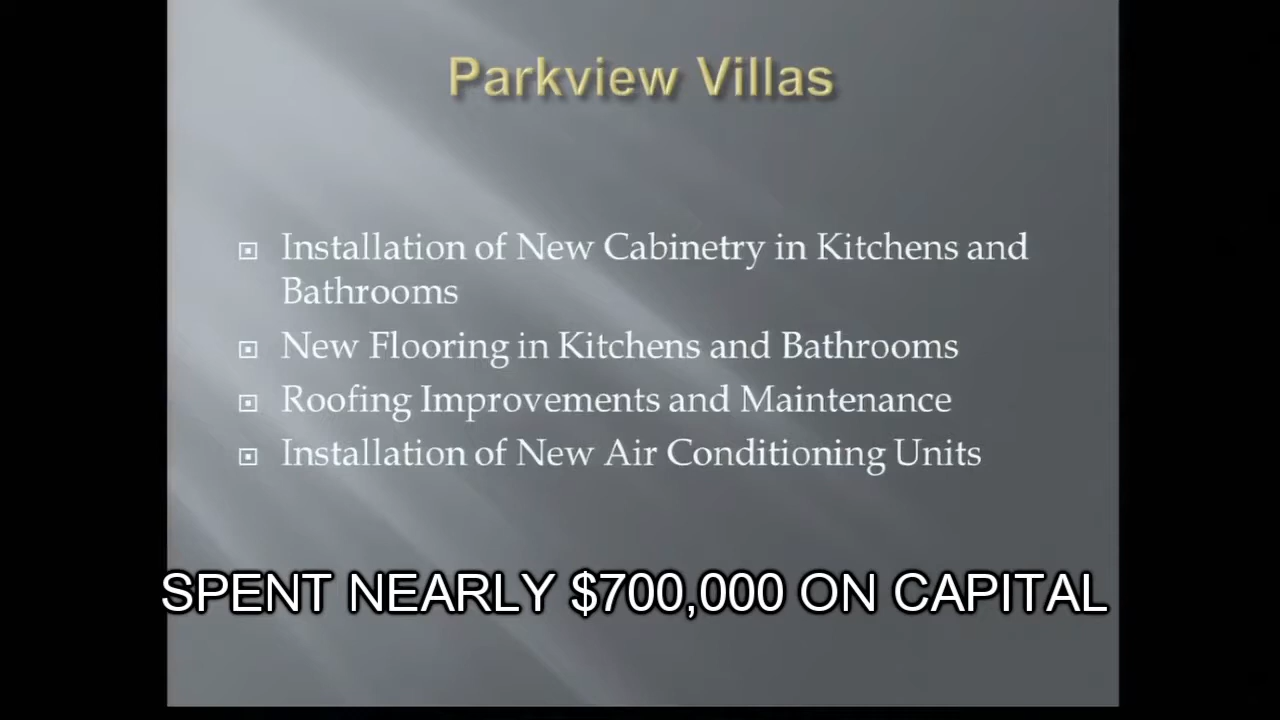 Parkview Villas
Installation of New Cabinetry in Kitchens and
Bathrooms
New Flooring in Kitchens and Bathrooms
Roofing Improvements and Maintenance
Installation of New Air Conditioning Units
SPENT NEARLY $700,000 ON CAPITAL